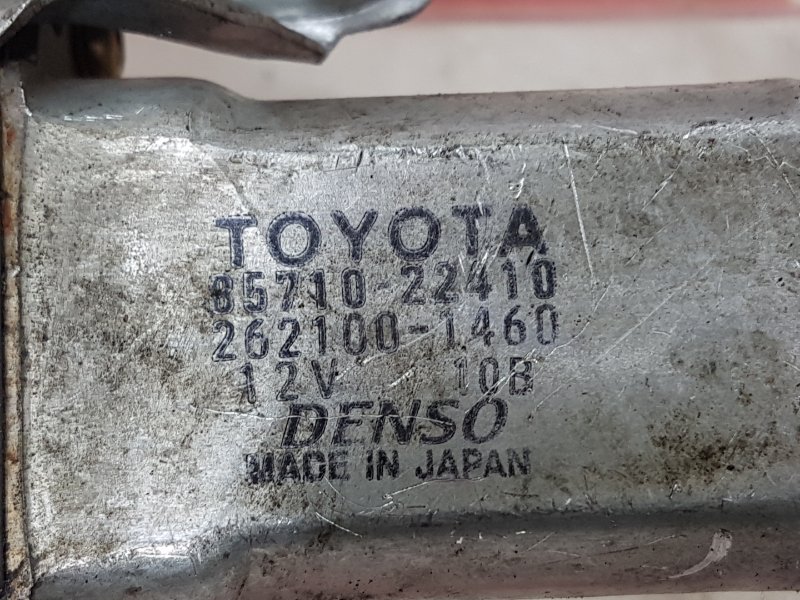 TOYOTA
85710-22410
262100-1460
12V 10B
DENSO
MADE IN JAPAN